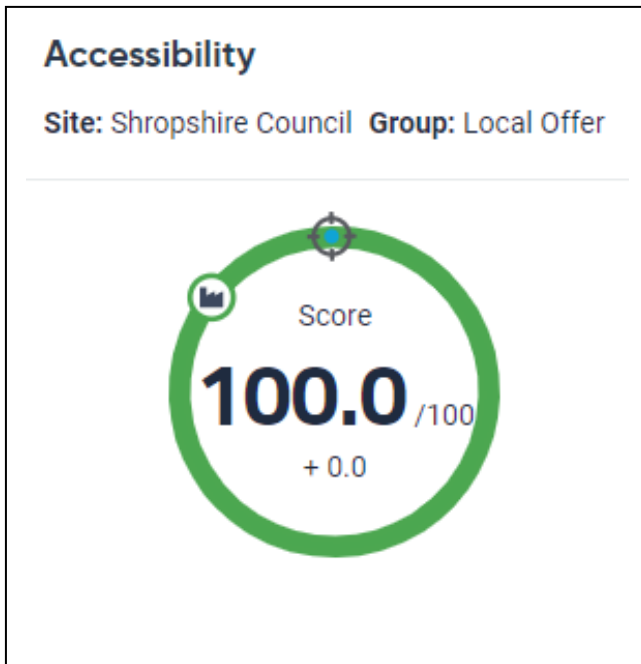 Accessibility
Site: Shropshire Council Group: Local Offer
Score
100.0 /100
+ 0.0